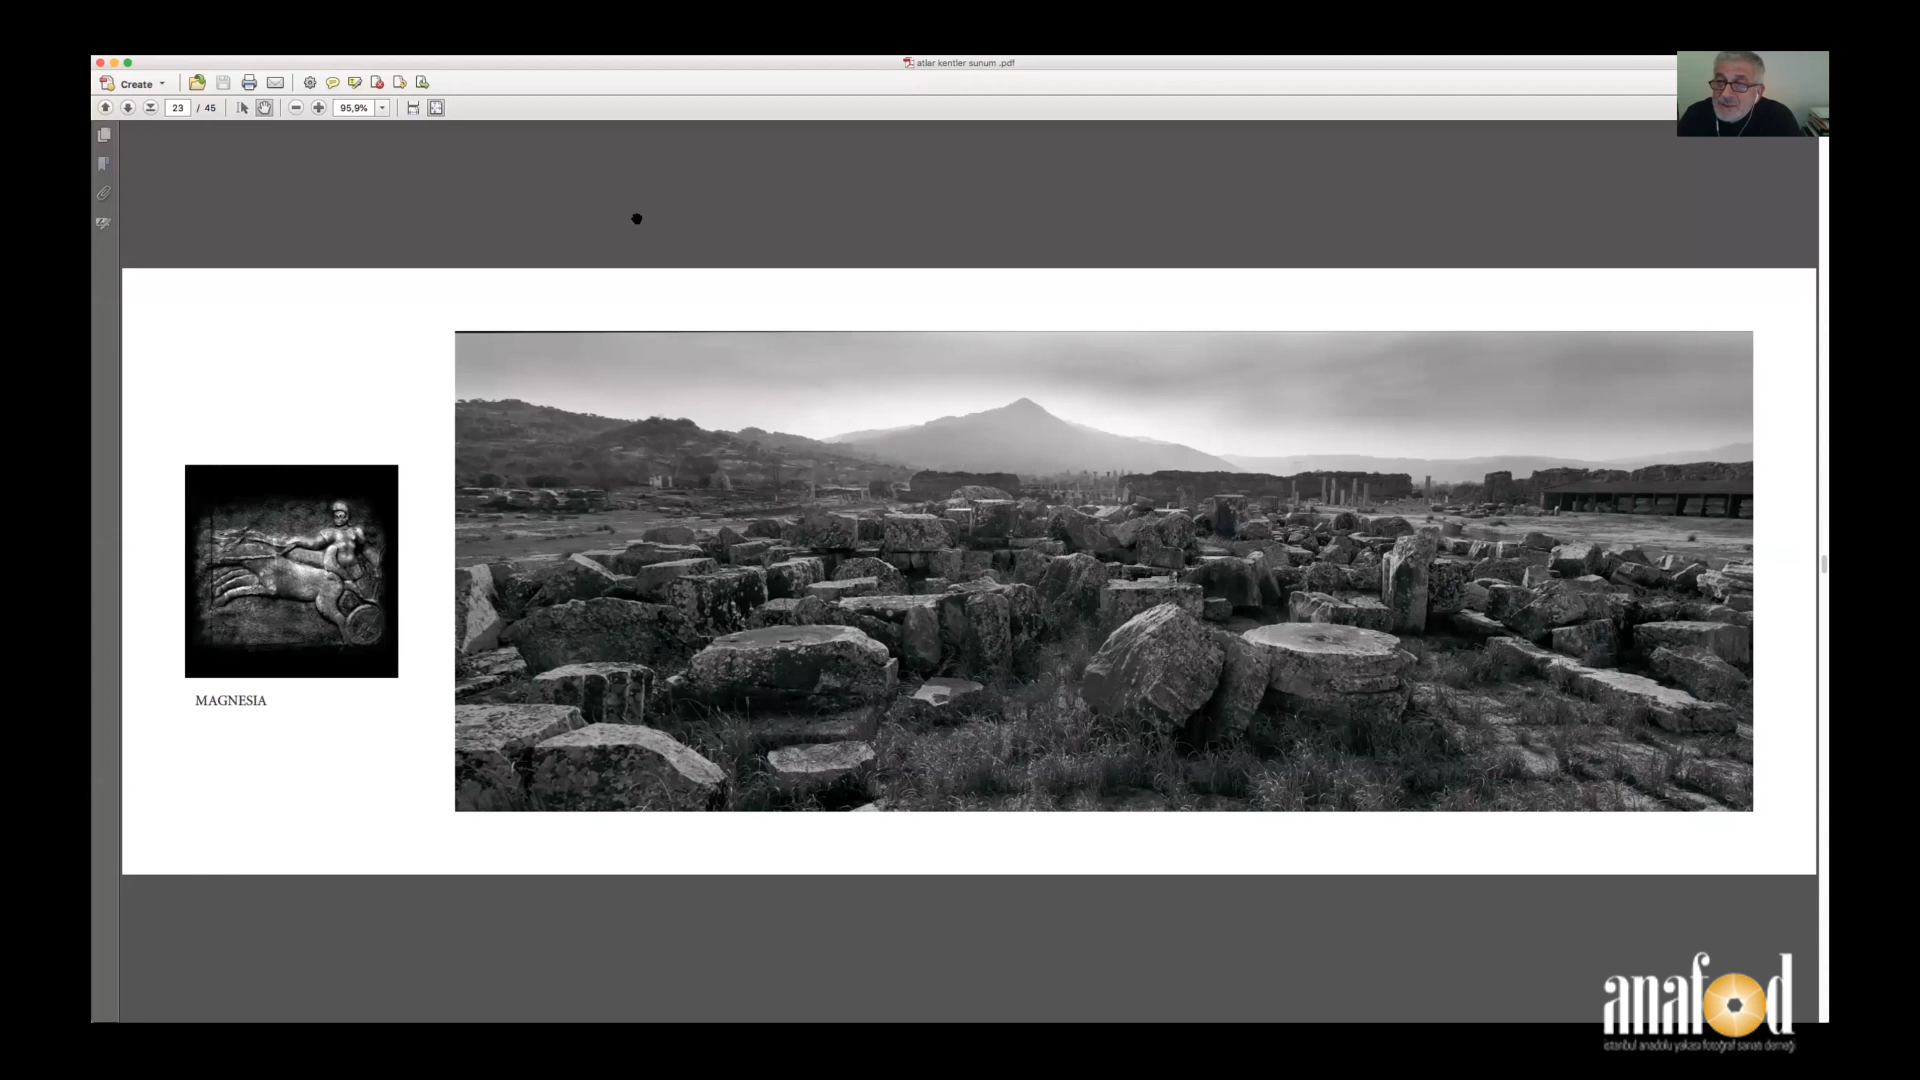 atlar kentler sunum .pdf
Create
23 / 45
95,9%
MAGNESIA
anafod
istanbul anadolu yakası fotoğraf sanatı derneği